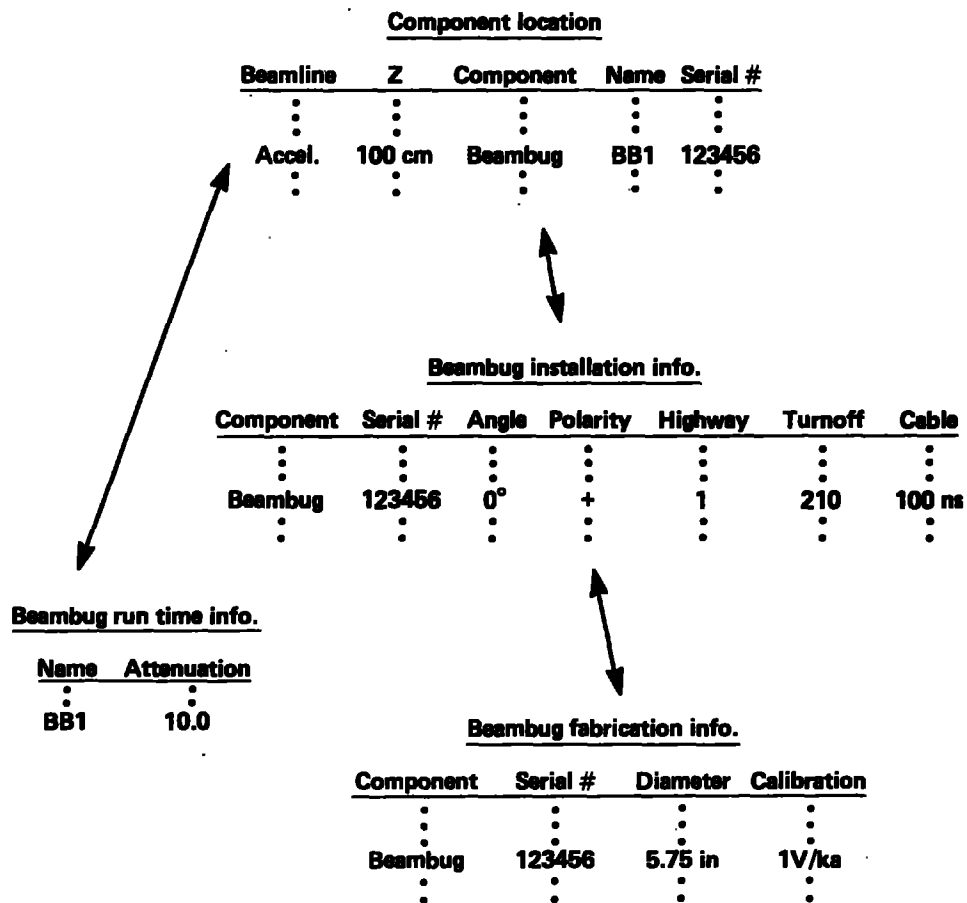 Component location
Beamline Z Component Name Serial #
Accel. 100 cm Beambug BB1 123456
Beambug installation info.
Component Serial # Angle Polarity Highway Turnoff Cable
Beambug 123456 0° + 1 210 100 ns
Beambug run time info.
Name Attenuation
BB1 10.0
Beambug fabrication info.
Component Serial # Diameter Calibration
Beambug 123456 5.75 in 1V/ka